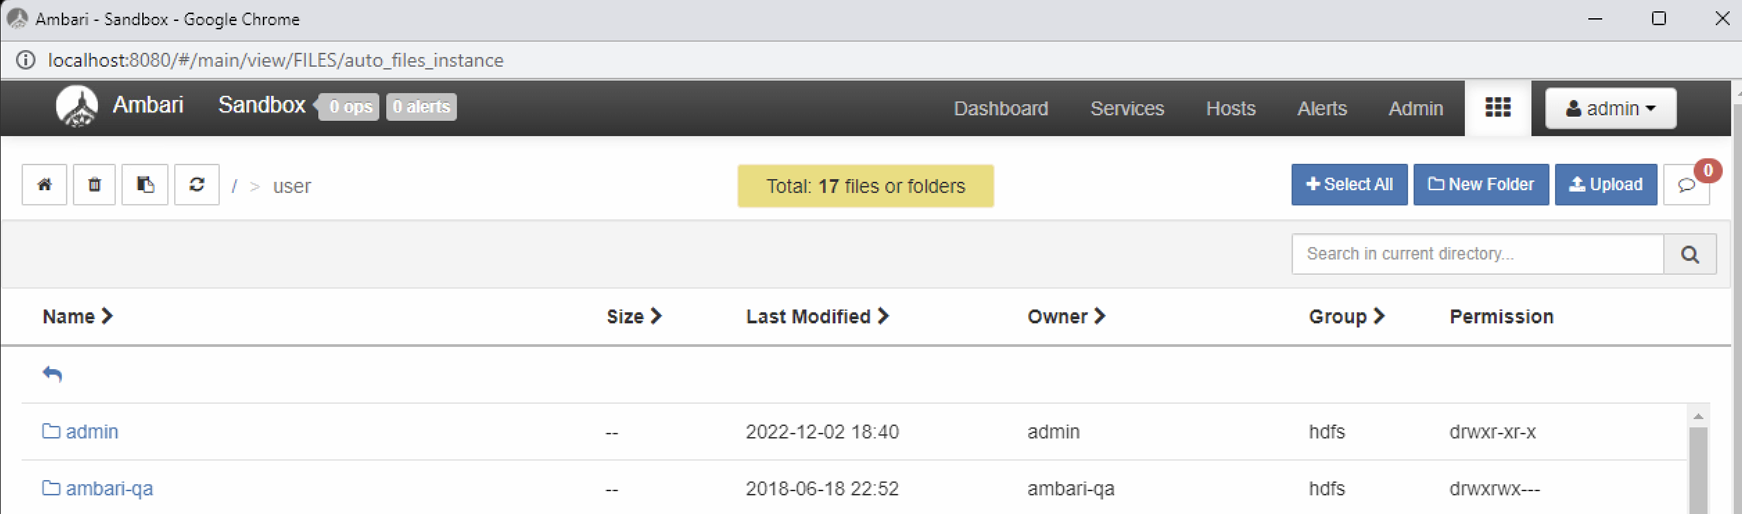 Ambari - Sandbox - Google Chrome
localhost:8080/#/main/view/FILES/auto_files_instance
Ambari Sandbox 0 ops 0 alerts Dashboard Services Hosts Alerts Admin admin
/ > user Total: 17 files or folders Select All New Folder Upload 0
Search in current directory...
Name Size Last Modified Owner Group Permission
admin -- 2022-12-02 18:40 admin hdfs drwxr-xr-x
ambari-qa -- 2018-06-18 22:52 ambari-qa hdfs drwxrwx---